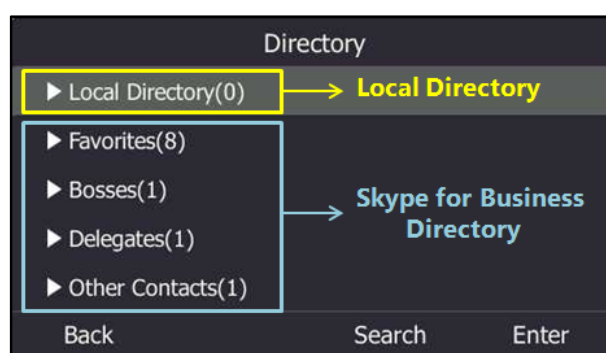 Directory
▶ Local Directory(0)
Local Directory
▶ Favorites(8)
▶ Bosses(1)
▶ Delegates(1)
▶ Other Contacts(1)
Skype for Business
Directory
Back Search Enter